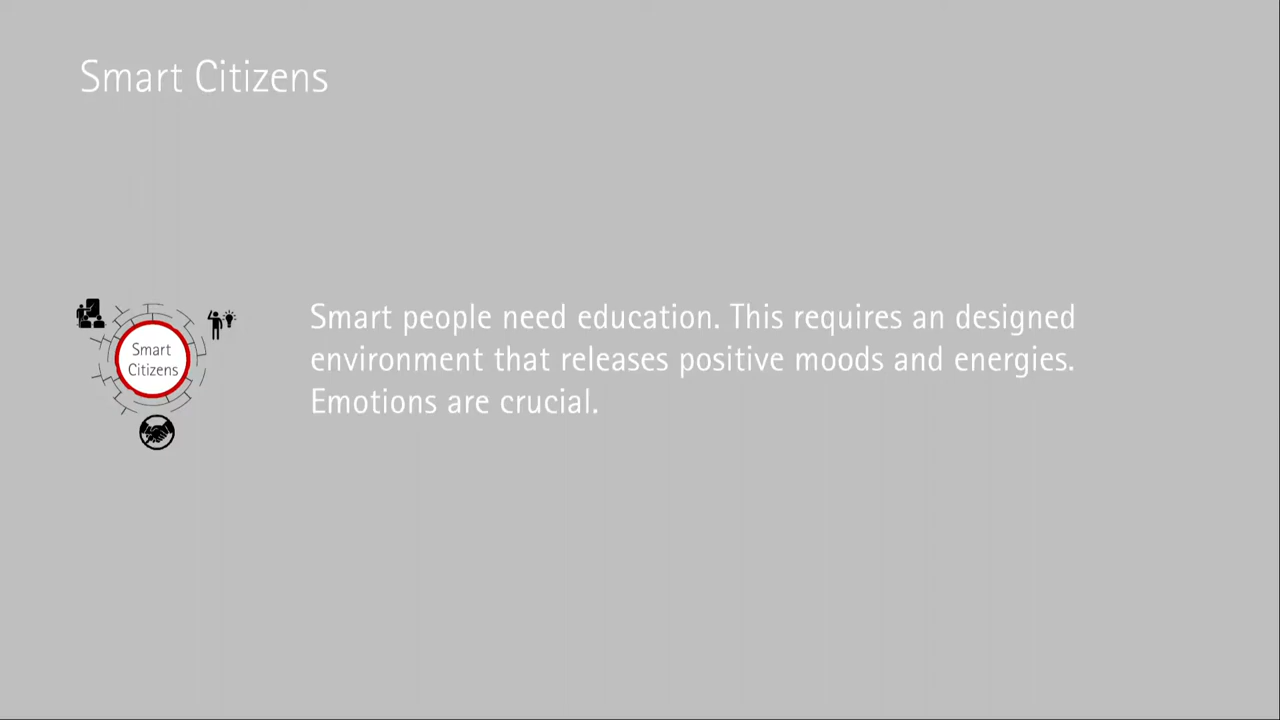 Smart Citizens
Smart
Citizens
Smart people need education. This requires an designed
environment that releases positive moods and energies.
Emotions are crucial.